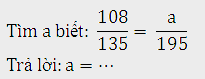 Tìm a biết: 108/135 = a/195
Trả lời: a = ⋯